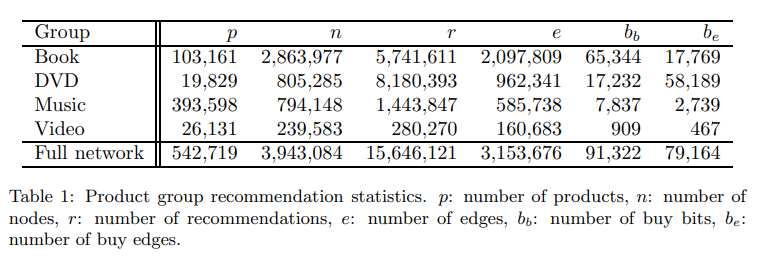 Group p n r e b_b b_e
Book 103,161 2,863,977 5,741,611 2,097,809 65,344 17,769
DVD 19,829 805,285 8,180,393 962,341 17,232 58,189
Music 393,598 794,148 1,443,847 585,738 7,837 2,739
Video 26,131 239,583 280,270 160,683 909 467
Full network 542,719 3,943,084 15,646,121 3,153,676 91,322 79,164
Table 1: Product group recommendation statistics. p: number of products, n: number of
nodes, r: number of recommendations, e: number of edges, b_b: number of buy bits, b_e:
number of buy edges.